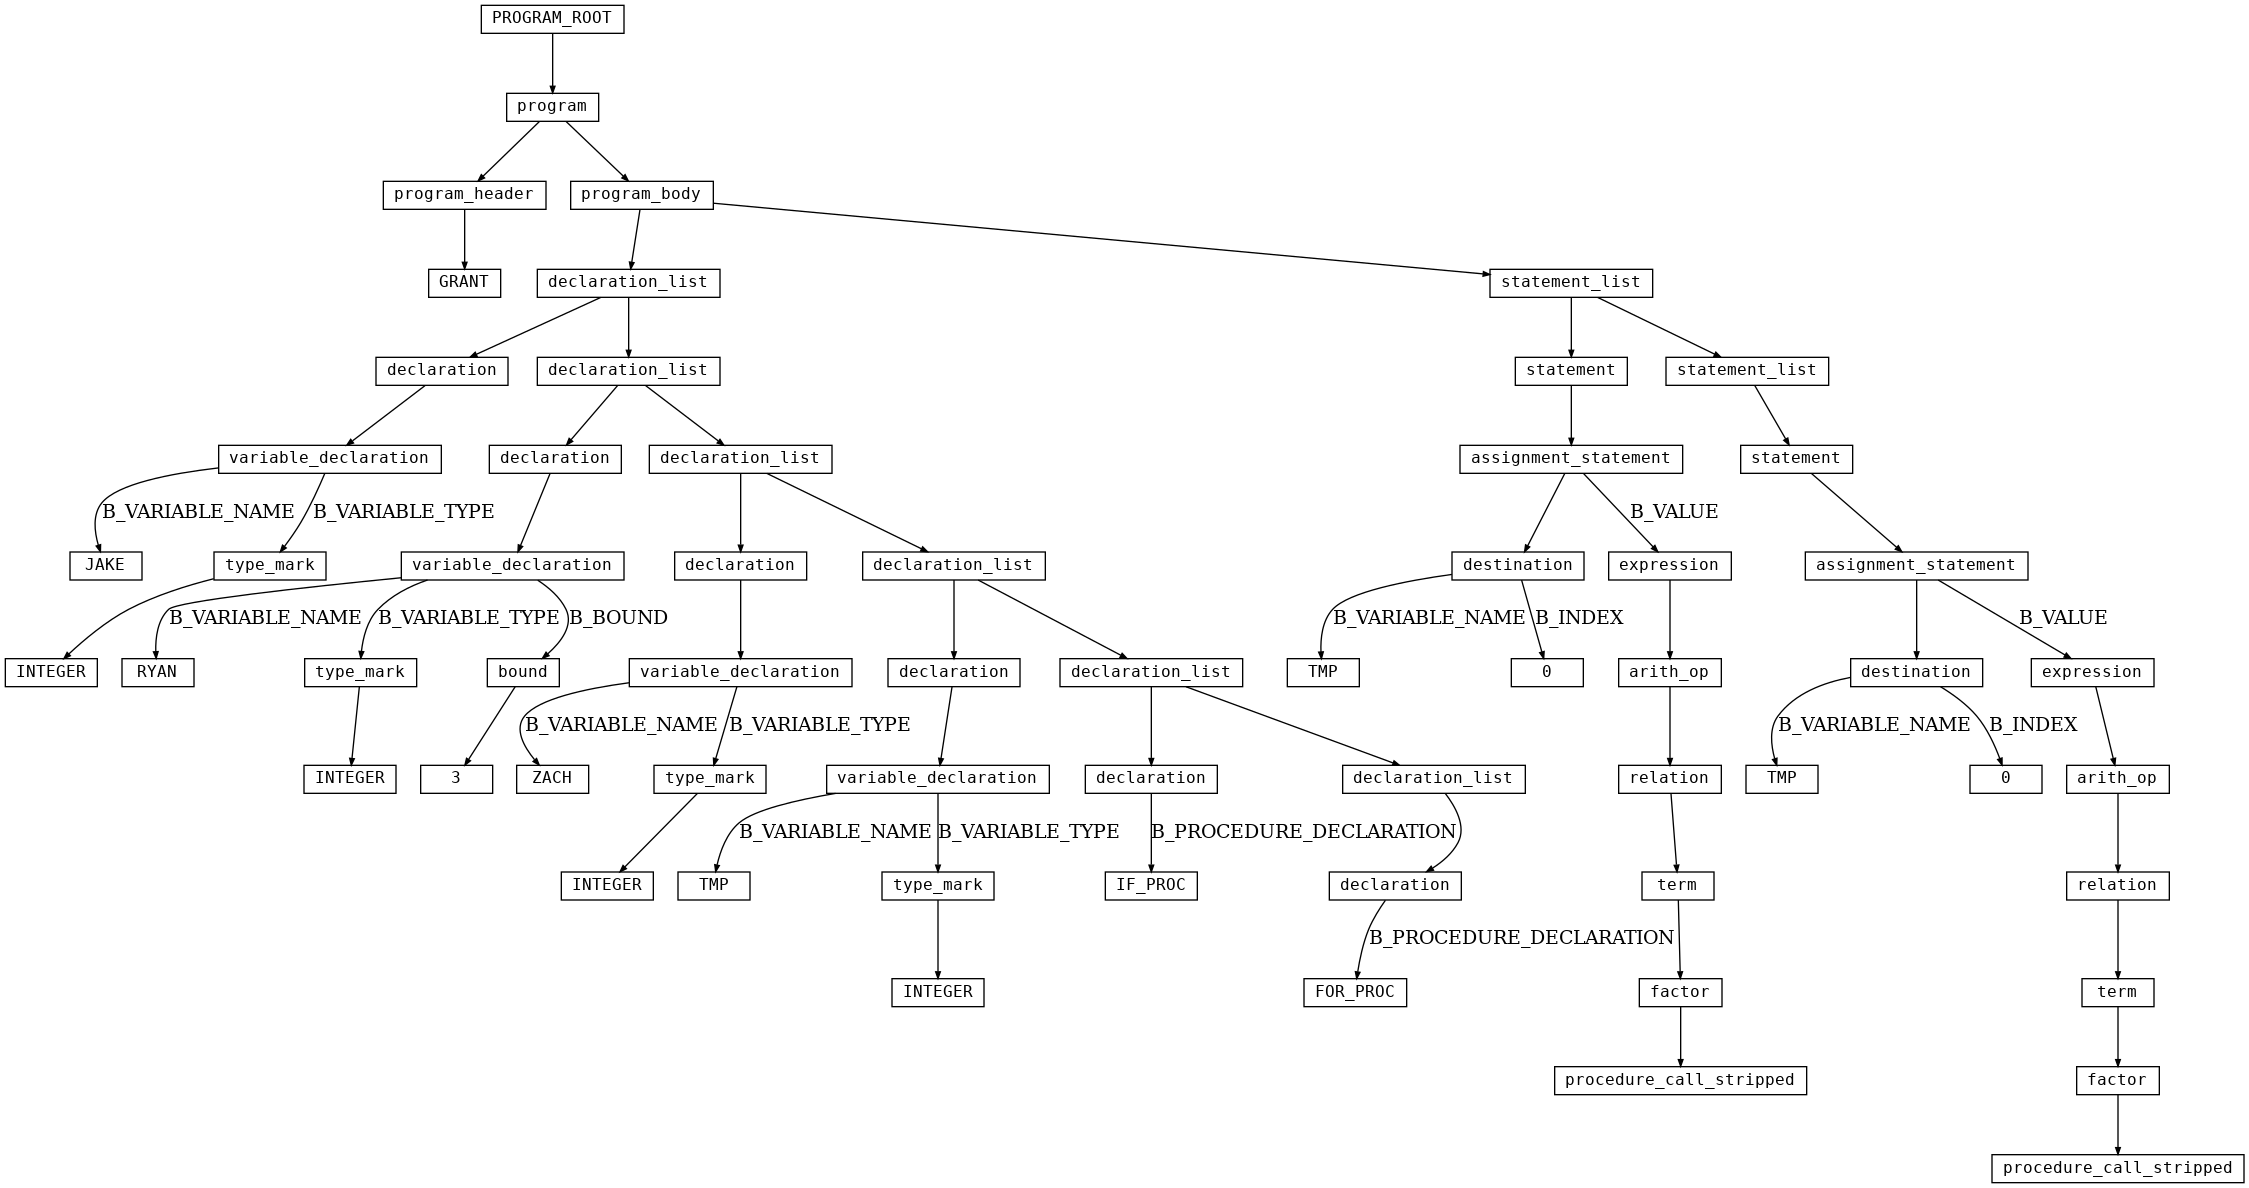 PROGRAM_ROOT
program
program_header
program_body
GRANT
declaration_list
statement_list
declaration
declaration_list
statement
statement_list
variable_declaration
declaration
declaration_list
assignment_statement
statement
B_VARIABLE_NAME
B_VARIABLE_TYPE
B_VALUE
JAKE
type_mark
variable_declaration
declaration
declaration_list
destination
expression
assignment_statement
B_VARIABLE_NAME
B_VARIABLE_TYPE
B_BOUND
B_VARIABLE_NAME
B_INDEX
B_VALUE
INTEGER
RYAN
type_mark
bound
variable_declaration
declaration
declaration_list
TMP
0
arith_op
destination
expression
B_VARIABLE_NAME
B_VARIABLE_TYPE
B_VARIABLE_NAME
B_INDEX
INTEGER
3
ZACH
type_mark
variable_declaration
declaration
declaration_list
relation
TMP
0
arith_op
B_VARIABLE_NAME
B_VARIABLE_TYPE
B_PROCEDURE_DECLARATION
INTEGER
TMP
type_mark
IF_PROC
declaration
term
relation
B_PROCEDURE_DECLARATION
INTEGER
FOR_PROC
factor
term
procedure_call_stripped
factor
procedure_call_stripped